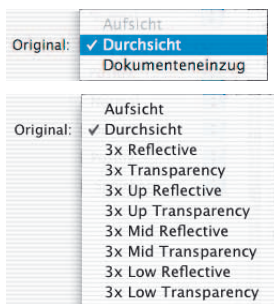 Aufsicht
Original: ✓ Durchsicht
Dokumenteneinzug
Aufsicht
Original: ✓ Durchsicht
3x Reflective
3x Transparency
3x Up Reflective
3x Up Transparency
3x Mid Reflective
3x Mid Transparency
3x Low Reflective
3x Low Transparency